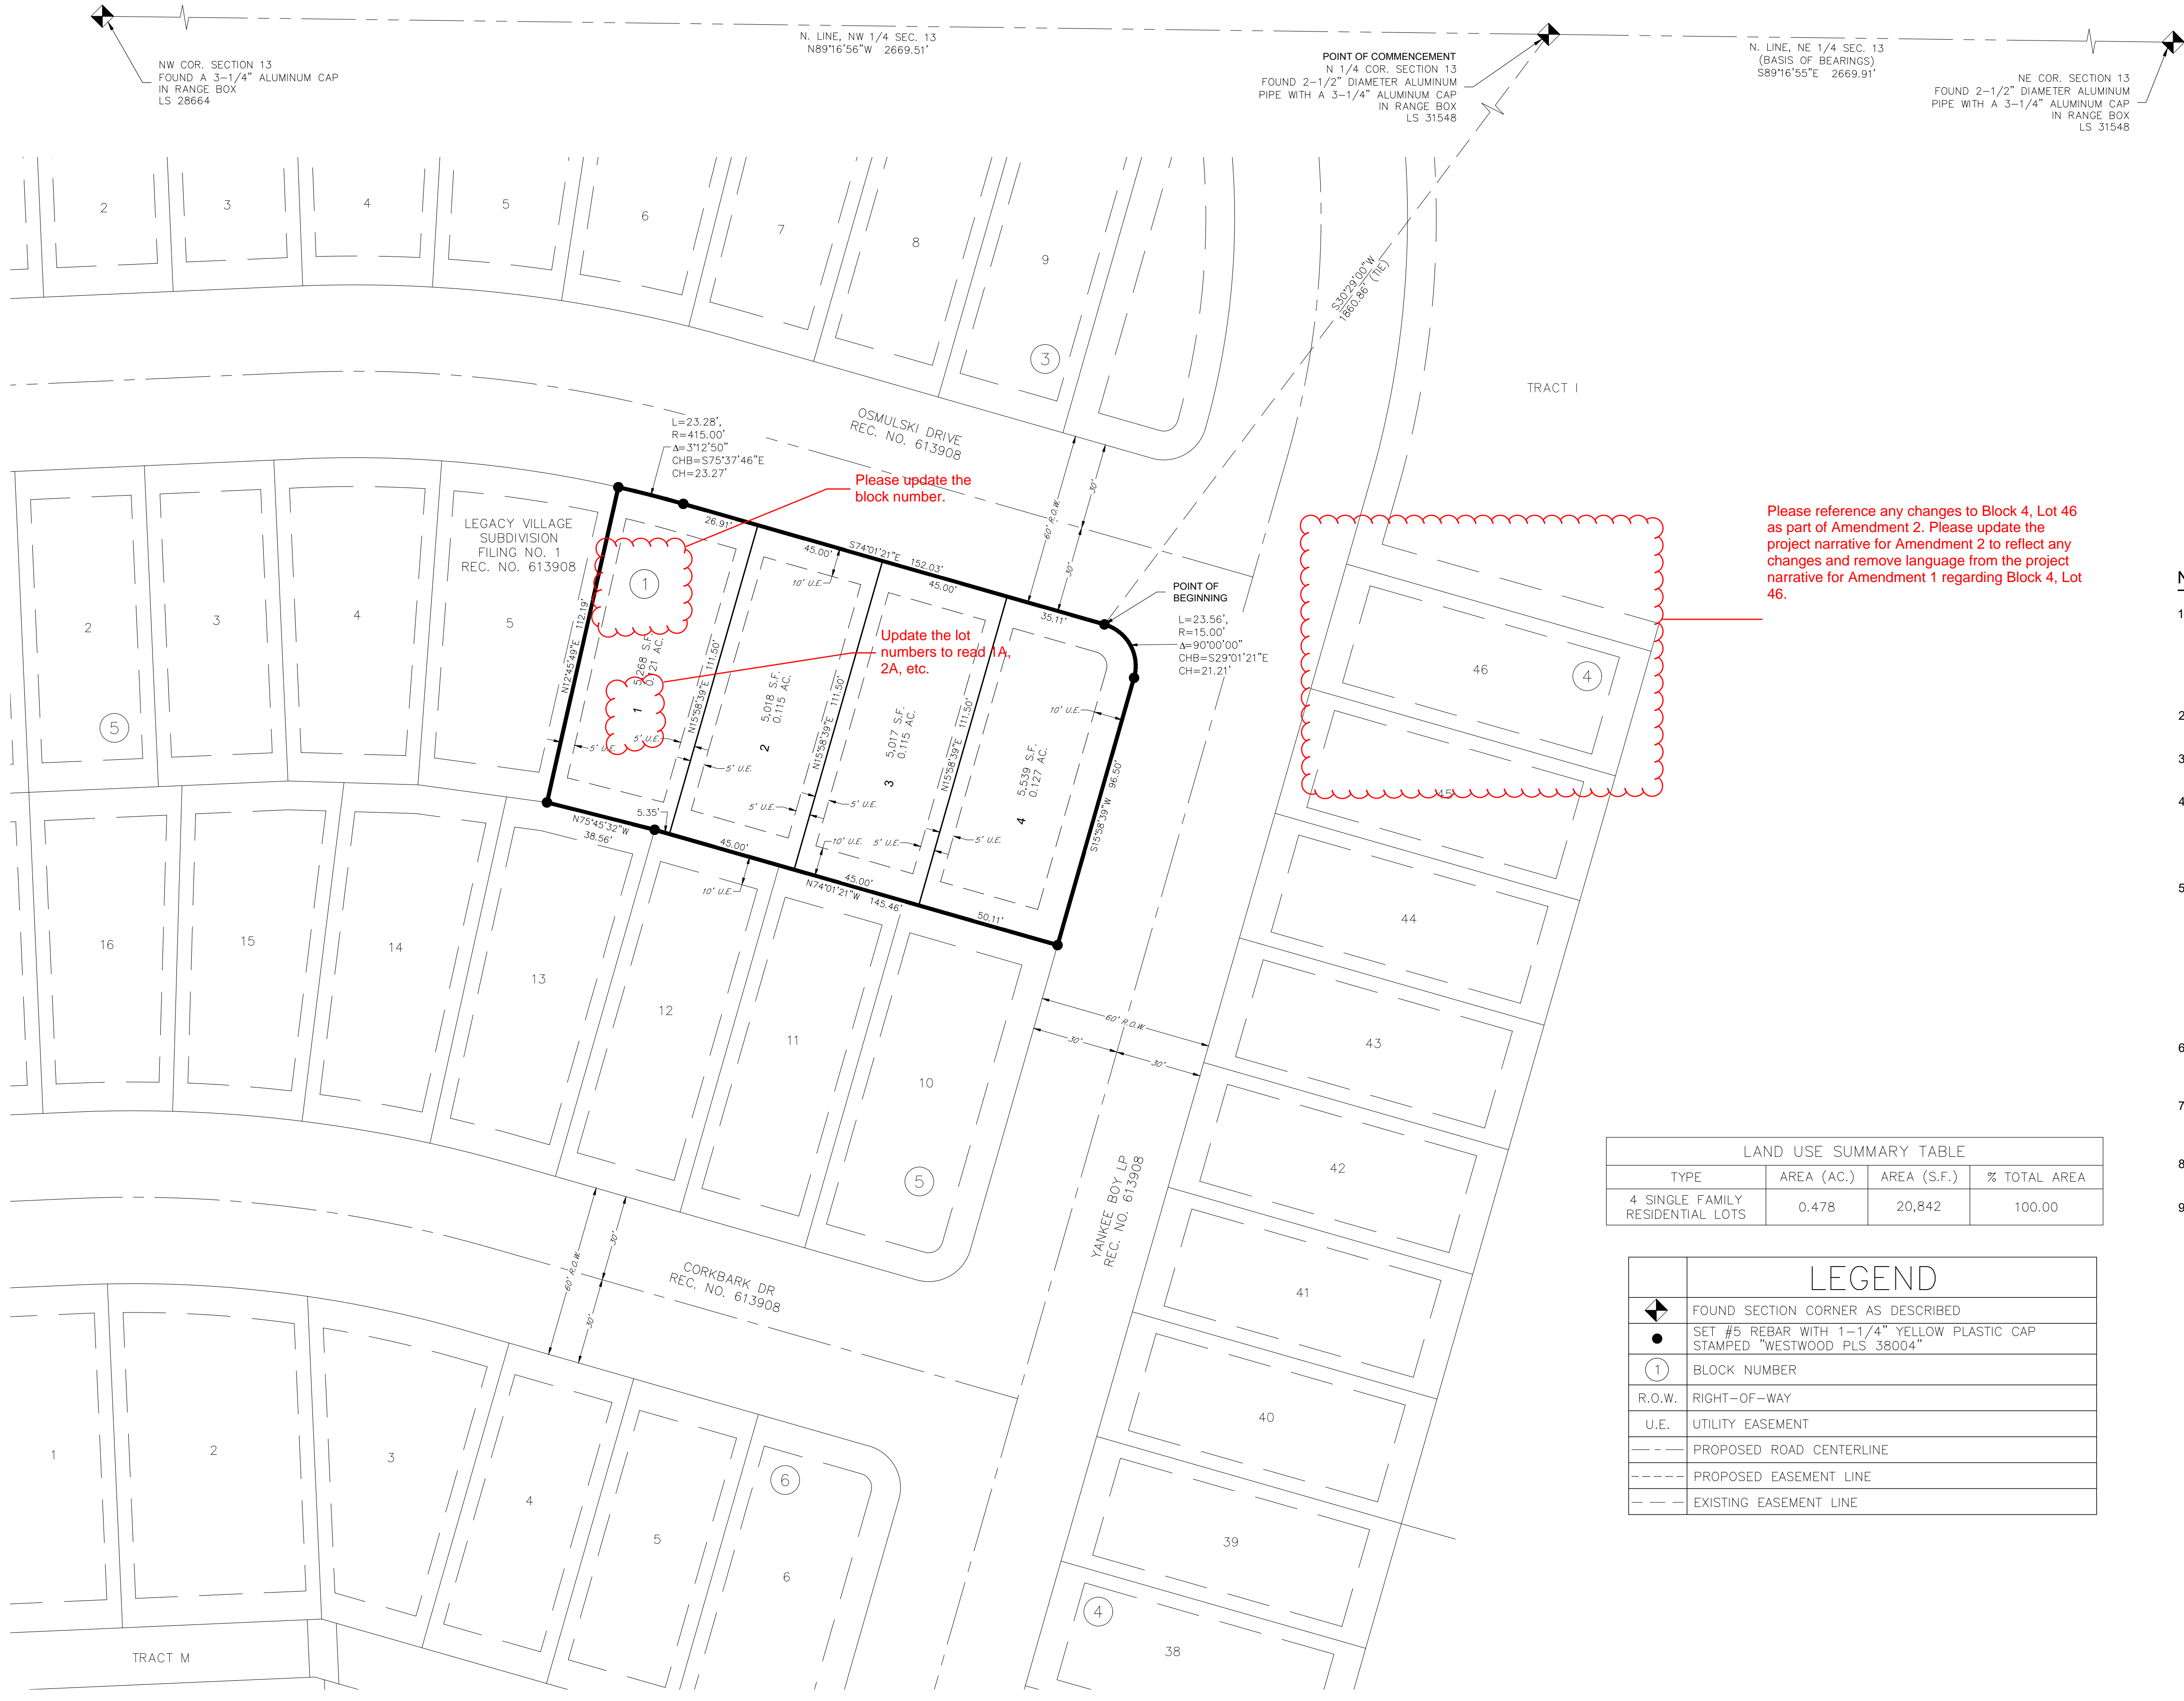 N. LINE, NW 1/4 SEC. 13
N89°16'56"W 2669.51'
NW COR. SECTION 13
FOUND A 3-1/4" ALUMINUM CAP
IN RANGE BOX
LS 28664
POINT OF COMMENCEMENT
N 1/4 COR. SECTION 13
FOUND 2-1/2" DIAMETER ALUMINUM
PIPE WITH A 3-1/4" ALUMINUM CAP
IN RANGE BOX
LS 31548
N. LINE, NE 1/4 SEC. 13
(BASIS OF BEARINGS)
S89°16'55"E 2669.91'
NE COR. SECTION 13
FOUND 2-1/2" DIAMETER ALUMINUM
PIPE WITH A 3-1/4" ALUMINUM CAP
IN RANGE BOX
LS 31548
2
3
4
5
6
7
8
9
3
S30°29'00"W
1860.86' (TIE)
TRACT I
OSMULSKI DRIVE
REC. NO. 613908
L=23.28',
R=415.00'
Δ=3°12'50"
CHB=S75°37'46"E
CH=23.27'
Please update the
block number.
LEGACY VILLAGE
SUBDIVISION
FILING NO. 1
REC. NO. 613908
26.91'
45.00'
S74°01'21"E 152.03'
45.00'
35.11'
10' U.E.
60' R.O.W.
30'
30'
POINT OF
BEGINNING
L=23.56',
R=15.00'
Δ=90°00'00"
CHB=S29°01'21"E
CH=21.21'
Please reference any changes to Block 4, Lot 46
as part of Amendment 2. Please update the
project narrative for Amendment 2 to reflect any
changes and remove language from the project
narrative for Amendment 1 regarding Block 4, Lot
46.
N
1
2
3
4
5
6
7
8
9
1
Update the lot
numbers to read 1A,
2A, etc.
2
3
4
5
5
N12°45'49"E 112.19'
5,268 S.F.
0.121 AC.
1
N15°58'39"E 111.50'
5,018 S.F.
0.115 AC.
2
N15°58'39"E 111.50'
5,017 S.F.
0.115 AC.
3
N15°58'39"E 111.50'
5,539 S.F.
0.127 AC.
4
10' U.E.
S15°58'39"W 96.50'
5' U.E.
5' U.E.
5' U.E.
5' U.E.
5' U.E.
5' U.E.
5' U.E.
10' U.E.
10' U.E.
N75°45'32"W
38.56'
5.35'
45.00'
45.00'
N74°01'21"W 145.46'
50.11'
46
4
45
44
43
42
41
40
39
4
38
16
15
14
13
12
11
10
5
60' R.O.W.
30'
30'
YANKEE BOY LP
REC. NO. 613908
60' R.O.W.
30'
30'
CORKBARK DR
REC. NO. 613908
1
2
3
4
5
6
6
TRACT M
LAND USE SUMMARY TABLE
TYPE AREA (AC.) AREA (S.F.) % TOTAL AREA
4 SINGLE FAMILY
RESIDENTIAL LOTS 0.478 20,842 100.00
LEGEND
FOUND SECTION CORNER AS DESCRIBED
SET #5 REBAR WITH 1-1/4" YELLOW PLASTIC CAP
STAMPED "WESTWOOD PLS 38004"
1 BLOCK NUMBER
R.O.W. RIGHT-OF-WAY
U.E. UTILITY EASEMENT
PROPOSED ROAD CENTERLINE
PROPOSED EASEMENT LINE
EXISTING EASEMENT LINE